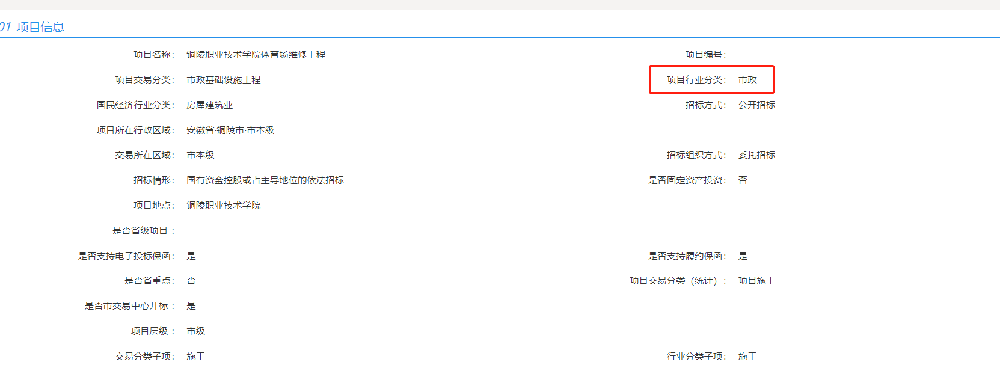 01 项目信息
项目名称： 铜陵职业技术学院体育场维修工程 项目编号：
项目交易分类： 市政基础设施工程 项目行业分类： 市政
国民经济行业分类： 房屋建筑业 招标方式： 公开招标
项目所在行政区域： 安徽省·铜陵市·市本级
交易所在区域： 市本级 招标组织方式： 委托招标
招标情形： 国有资金控股或占主导地位的依法招标 是否固定资产投资： 否
项目地点： 铜陵职业技术学院
是否省级项目 ：
是否支持电子投标保函： 是 是否支持履约保函： 是
是否省重点： 否 项目交易分类（统计）： 项目施工
是否市交易中心开标 ： 是
项目层级 ： 市级
交易分类子项： 施工 行业分类子项： 施工